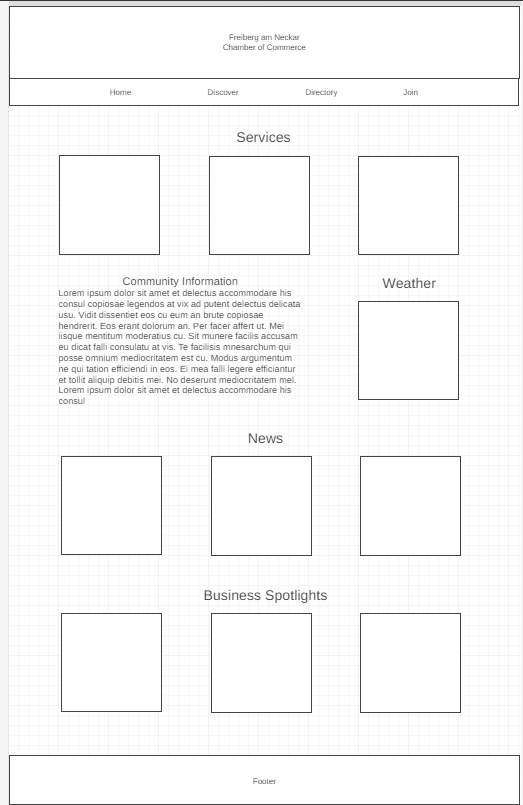 Freiberg am Neckar
Chamber of Commerce
Home Discover Directory Join
Services
Community Information
Lorem ipsum dolor sit amet et delectus accommodare his
consul copiosae legendos at vix ad putent delectus delicata
usu. Vidit dissentiet eos cu eum an brute copiosae
hendrerit. Eos erant dolorum an. Per facer affert ut. Mei
iisque mentitum moderatius cu. Sit munere facilis accusam
eu dicat falli consulatu at vis. Te facilisis mnesarchum qui
posse omnium mediocritatem est cu. Modus argumentum
ne qui tation efficiendi in eos. Ei mea falli legere efficiantur
et tollit aliquip debitis mei. No deserunt mediocritatem mel.
Lorem ipsum dolor sit amet et delectus accommodare his
consul
Weather
News
Business Spotlights
Footer